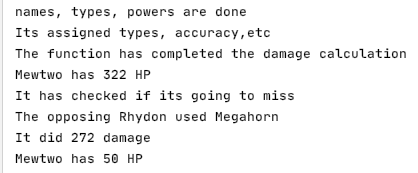 names, types, powers are done
Its assigned types, accuracy,etc
The function has completed the damage calculation
Mewtwo has 322 HP
It has checked if its going to miss
The opposing Rhydon used Megahorn
It did 272 damage
Mewtwo has 50 HP